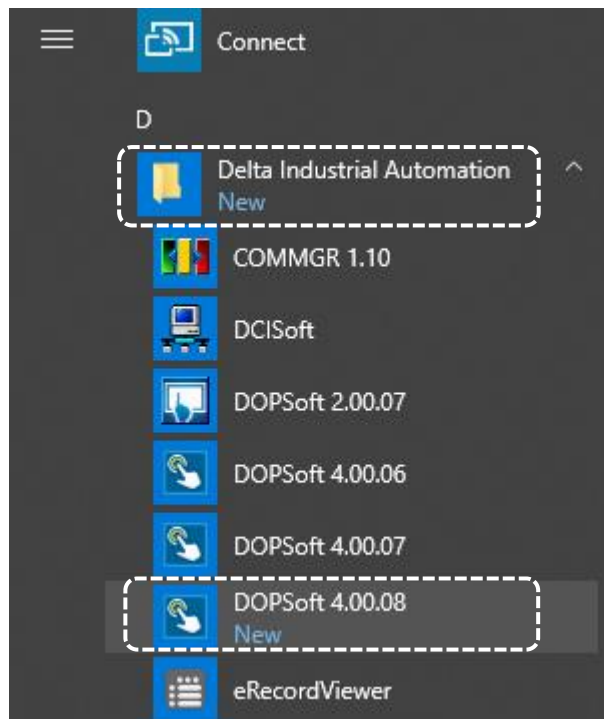 Connect
D
Delta Industrial Automation
New
COMMGR 1.10
DCISoft
DOPSoft 2.00.07
DOPSoft 4.00.06
DOPSoft 4.00.07
DOPSoft 4.00.08
New
eRecordViewer